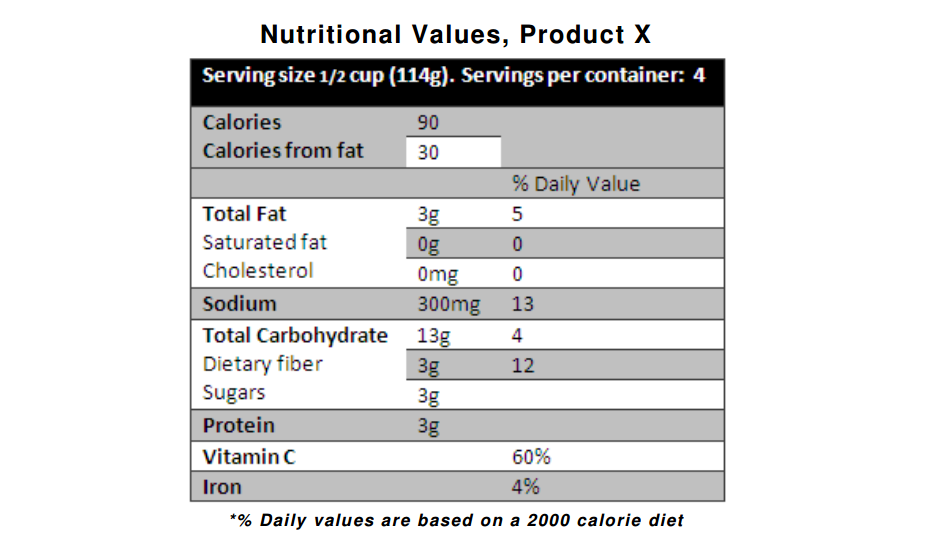 Nutritional Values, Product X
Serving size 1/2 cup (114g). Servings per container: 4
Calories 90
Calories from fat 30
% Daily Value
Total Fat 3g 5
Saturated fat 0g 0
Cholesterol 0mg 0
Sodium 300mg 13
Total Carbohydrate 13g 4
Dietary fiber 3g 12
Sugars 3g
Protein 3g
Vitamin C 60%
Iron 4%
*% Daily values are based on a 2000 calorie diet